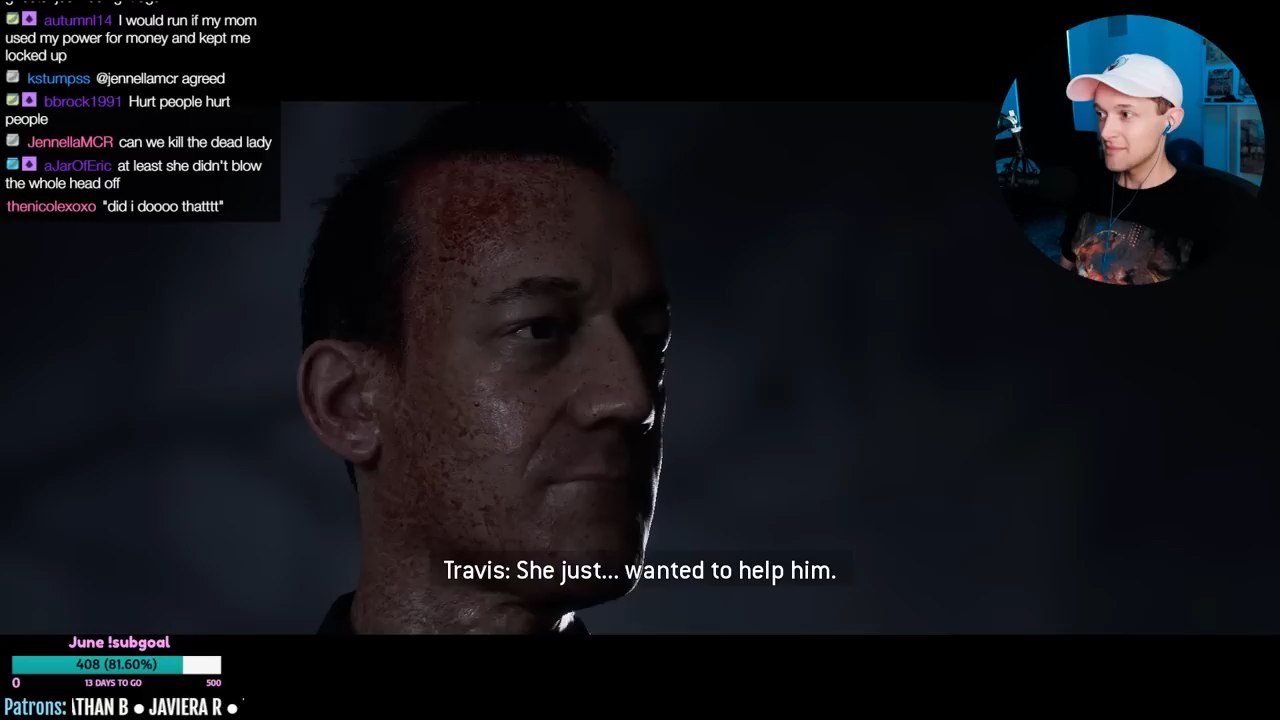 autumnl14 I would run if my mom
used my power for money and kept me
locked up
kstumpss @jennellamcr agreed
bbrock1991 Hurt people hurt
people
JennellaMCR can we kill the dead lady
aJarOfEric at least she didn't blow
the whole head off
thenicolexoxo "did i doooo thatttt"
Travis: She just... wanted to help him.
June !subgoal
408 (81.60%)
0 13 DAYS TO GO 500
Patrons: ATHAN B ● JAVIERA R ●